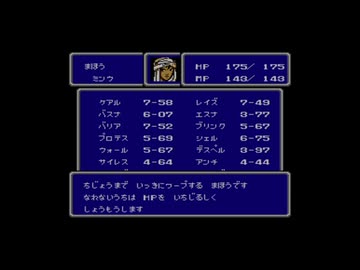 まほう
ミンウ
HP 175/ 175
MP 143/ 143
ケアル 7-58 レイズ 7-49
バスナ 6-07 エスナ 3-77
バリア 7-52 ブリンク 5-67
プロテス 5-69 シェル 6-75
ウォール 5-67 デスペル 3-97
サイレス 4-64 アンチ 4-44
ちじょうまで いっきにワープする まほうです
なれないうちは MPを いちじるしく
しょうもうします